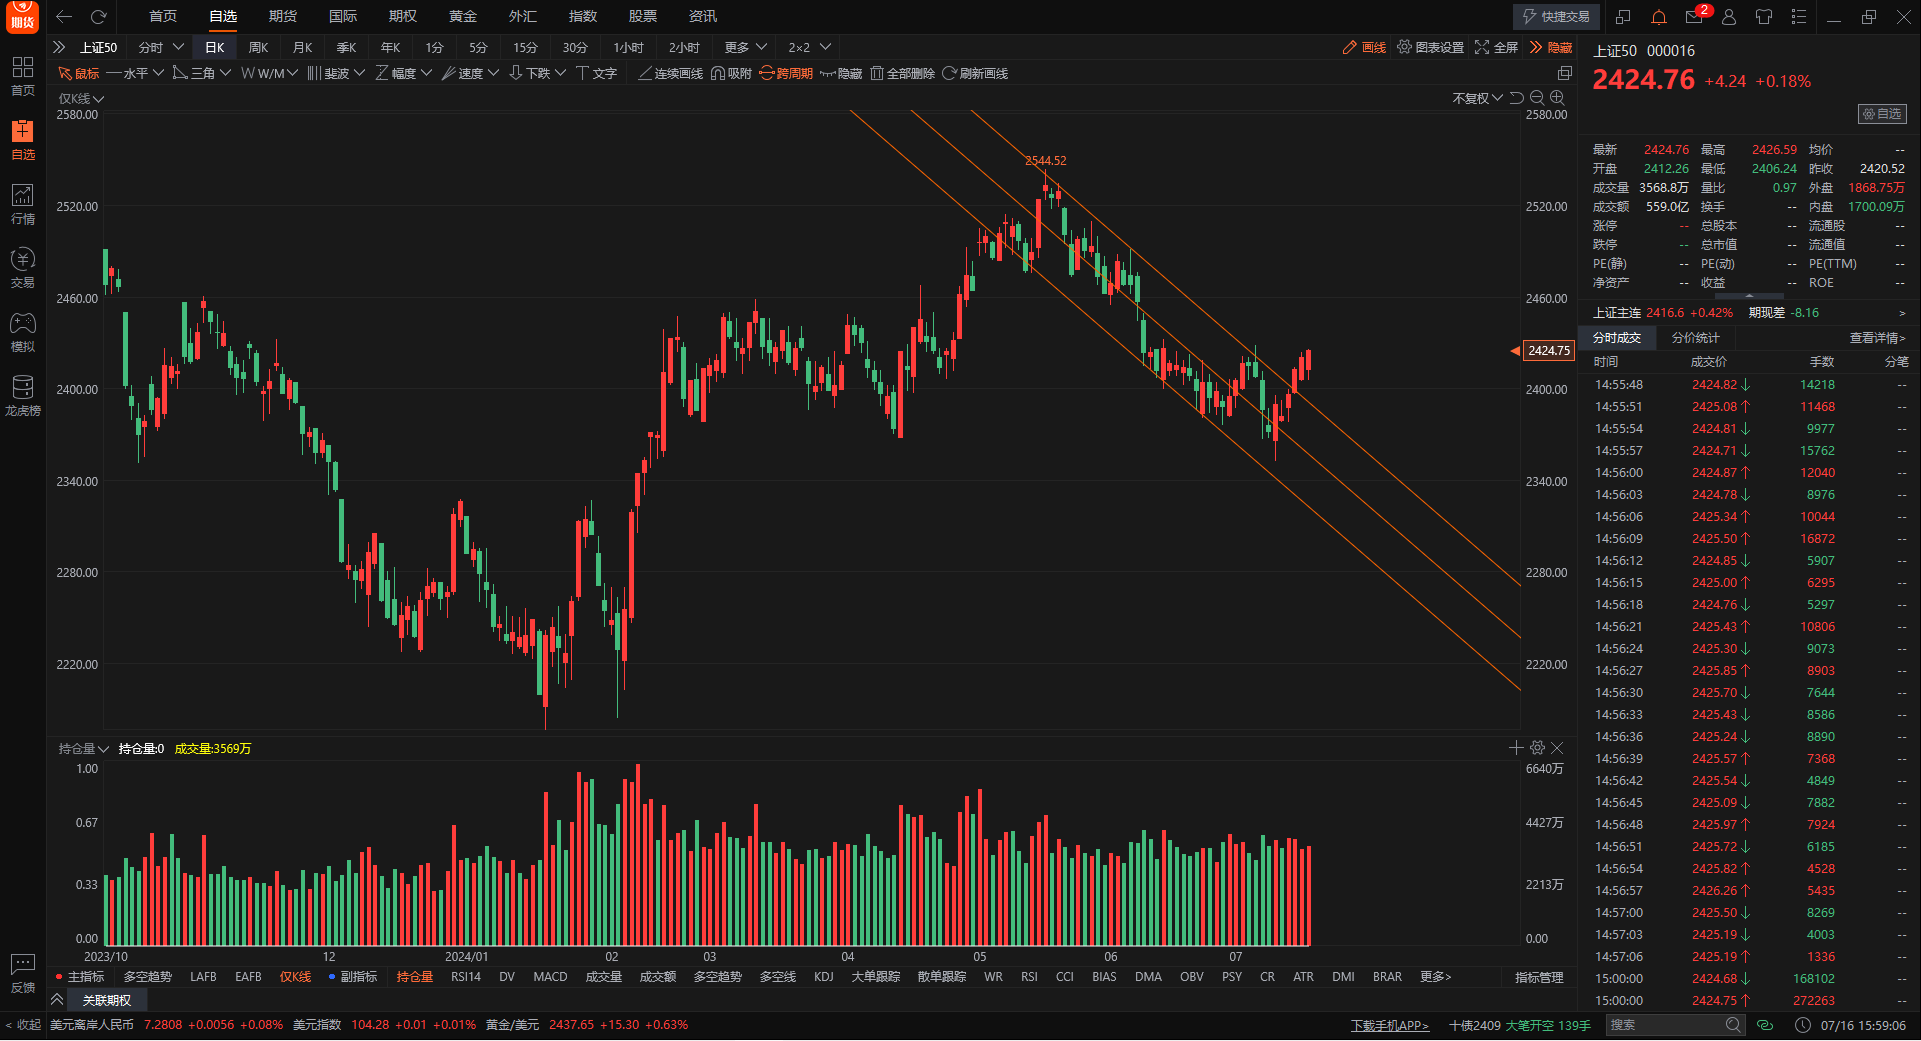 期货 首页 自选 期货 国际 期权 黄金 外汇 指数 股票 资讯 快捷交易 2
上证50 分时 日K 周K 月K 季K 年K 1分 5分 15分 30分 1小时 2小时 更多 2×2 画线 图表设置 全屏 隐藏
鼠标 水平 三角 W/M 斐波 幅度 速度 下跌 文字 连续画线 吸附 跨周期 隐藏 全部删除 刷新画线
首页
自选
行情
交易
模拟
龙虎榜
反馈
< 收起
仅K线 不复权
2580.00 2580.00
2544.52
2520.00 2520.00
2460.00 2460.00
2424.75
2400.00 2400.00
2340.00 2340.00
2280.00 2280.00
2220.00 2220.00
持仓量 持仓量:0 成交量:3569万
1.00 6640万
0.67 4427万
0.33 2213万
0.00 0.00
2023/10 12 2024/01 02 03 04 05 06 07
主指标 多空趋势 LAFB EAFB 仅K线 副指标 持仓量 RSI14 DV MACD 成交量 成交额 多空趋势 多空线 KDJ 大单跟踪 散单跟踪 WR RSI CCI BIAS DMA OBV PSY CR ATR DMI BRAR 更多> 指标管理
关联期权
上证50 000016
2424.76 +4.24 +0.18%
自选
最新 2424.76 最高 2426.59 均价 --
开盘 2412.26 最低 2406.24 昨收 2420.52
成交量 3568.8万 量比 0.97 外盘 1868.75万
成交额 559.0亿 换手 -- 内盘 1700.09万
涨停 -- 总股本 -- 流通股 --
跌停 -- 总市值 -- 流通值 --
PE(静) -- PE(动) -- PE(TTM) --
净资产 -- 收益 -- ROE --
上证主连 2416.6 +0.42% 期现差 -8.16 >
分时成交 分价统计 查看详情>
时间 成交价 手数 分笔
14:55:48 2424.82↓ 14218 --
14:55:51 2425.08↑ 11468 --
14:55:54 2424.81↓ 9977 --
14:55:57 2424.71↓ 15762 --
14:56:00 2424.87↑ 12040 --
14:56:03 2424.78↓ 8976 --
14:56:06 2425.34↑ 10044 --
14:56:09 2425.50↑ 16872 --
14:56:12 2424.85↓ 5907 --
14:56:15 2425.00↑ 6295 --
14:56:18 2424.76↓ 5297 --
14:56:21 2425.43↑ 10806 --
14:56:24 2425.30↓ 9073 --
14:56:27 2425.85↑ 8903 --
14:56:30 2425.70↓ 7644 --
14:56:33 2425.43↓ 8586 --
14:56:36 2425.24↓ 8890 --
14:56:39 2425.57↑ 7368 --
14:56:42 2425.54↓ 4849 --
14:56:45 2425.09↓ 7882 --
14:56:48 2425.97↑ 7924 --
14:56:51 2425.72↓ 6185 --
14:56:54 2425.82↑ 4528 --
14:56:57 2426.26↑ 5435 --
14:57:00 2425.50↓ 8269 --
14:57:03 2425.19↓ 4003 --
14:57:06 2425.19↑ 1336 --
15:00:00 2424.68↓ 168102 --
15:00:00 2424.75↑ 272263 --
美元离岸人民币 7.2808 +0.0056 +0.08% 美元指数 104.28 +0.01 +0.01% 黄金/美元 2437.65 +15.30 +0.63% 下载手机APP> 十债2409 大笔开空 139手 搜索 07/16 15:59:06